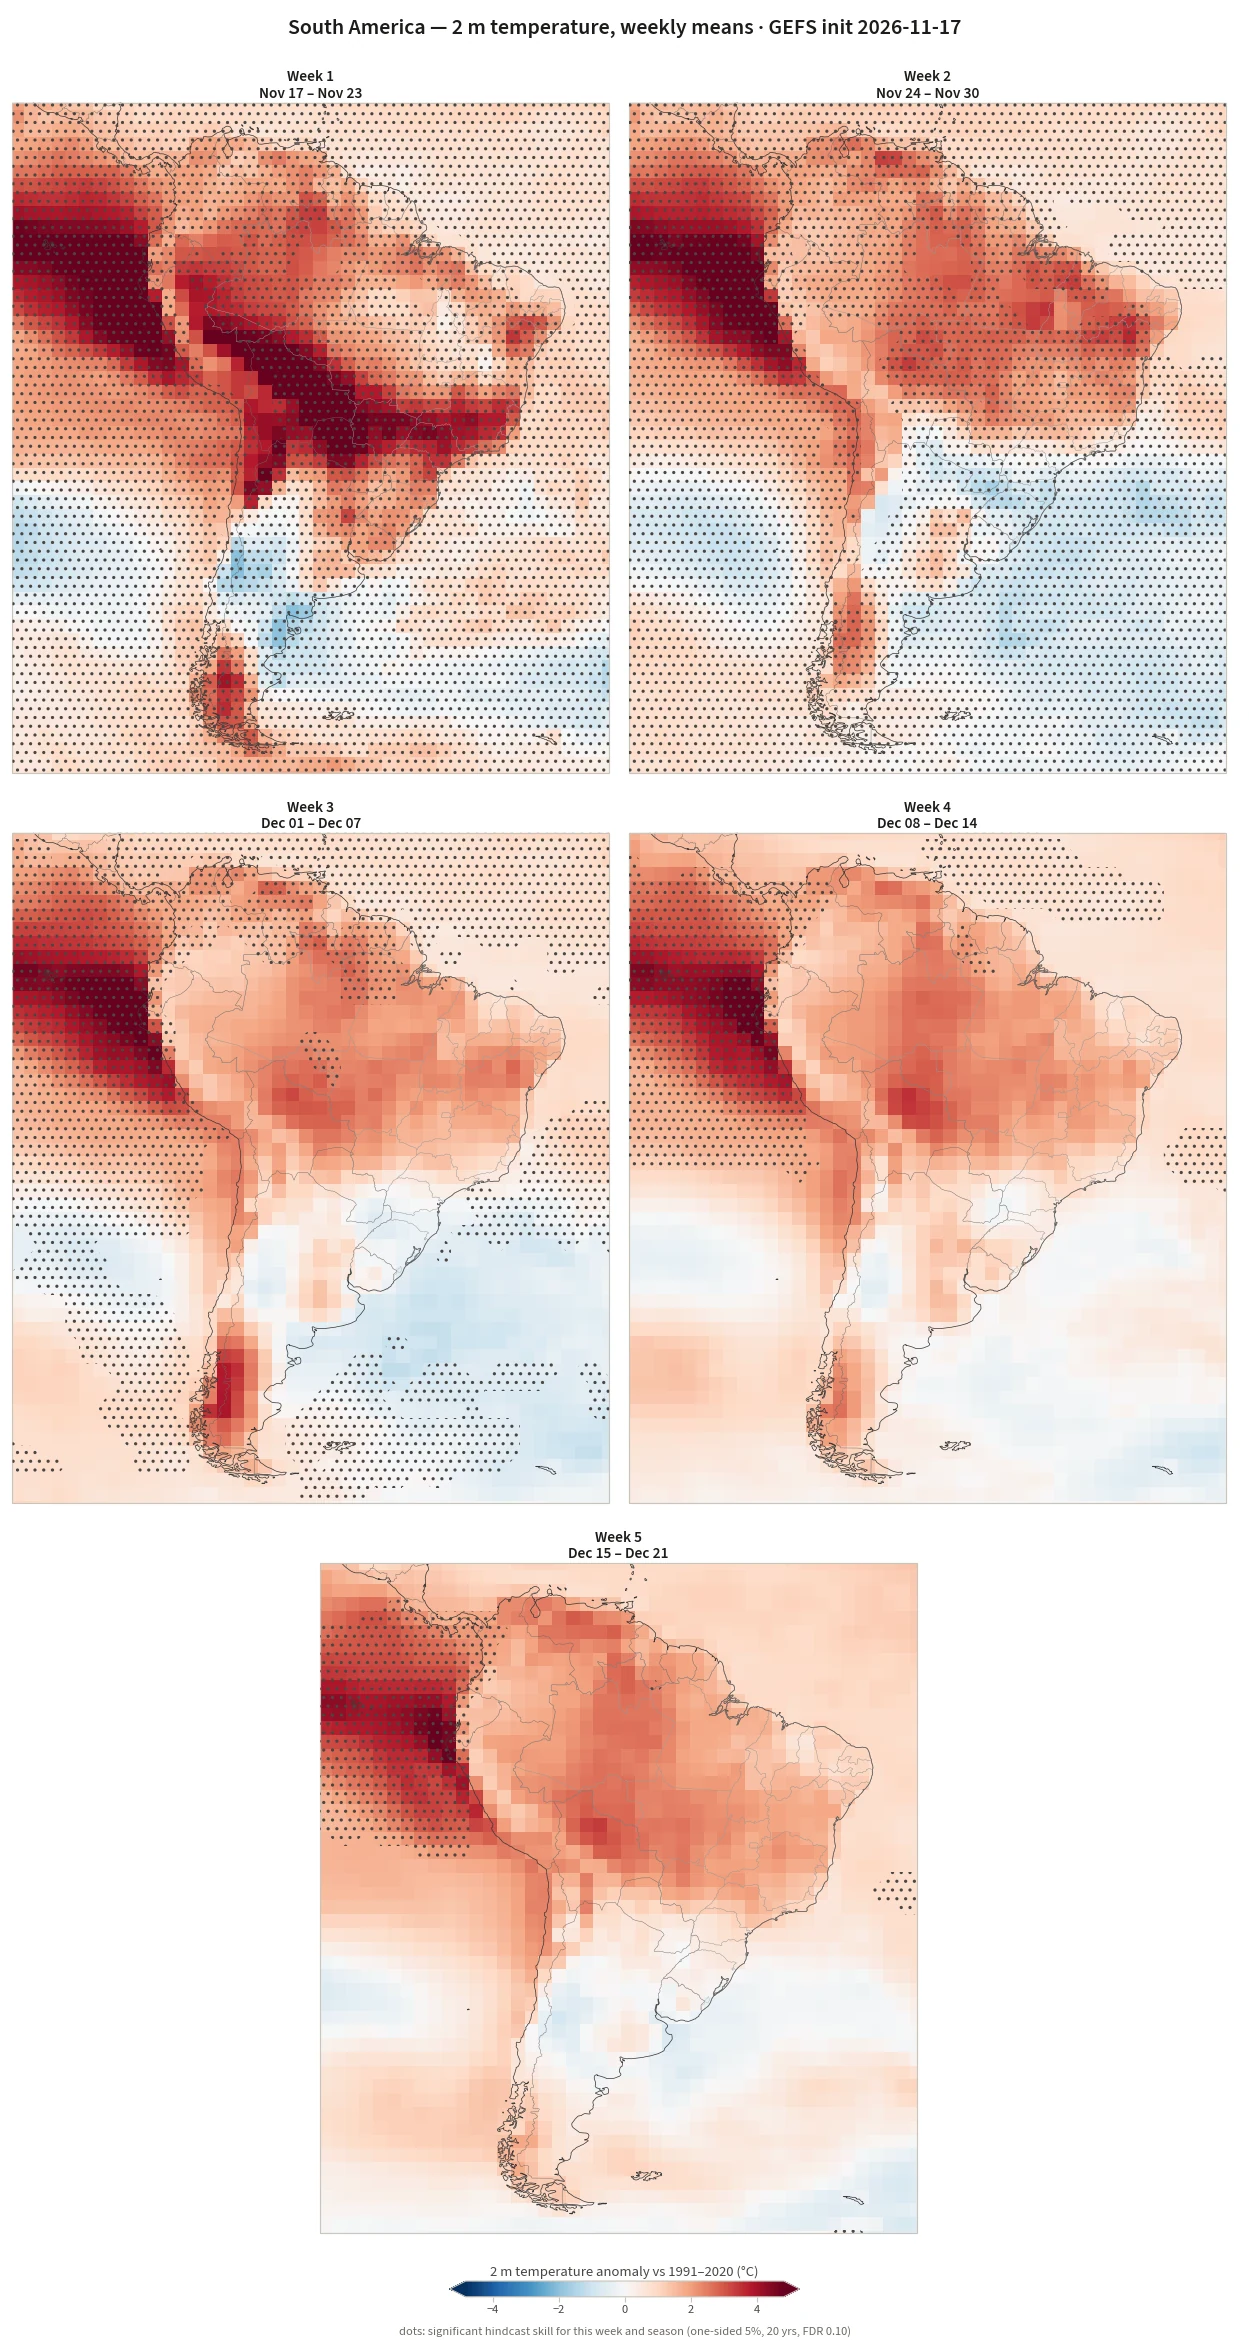 South America — 2 m temperature, weekly means · GEFS init 2026-11-17
Week 1
Nov 17 – Nov 23
Week 2
Nov 24 – Nov 30
Week 3
Dec 01 – Dec 07
Week 4
Dec 08 – Dec 14
Week 5
Dec 15 – Dec 21
2 m temperature anomaly vs 1991–2020 (°C)
−4 −2 0 2 4
dots: significant hindcast skill for this week and season (one-sided 5%, 20 yrs, FDR 0.10)